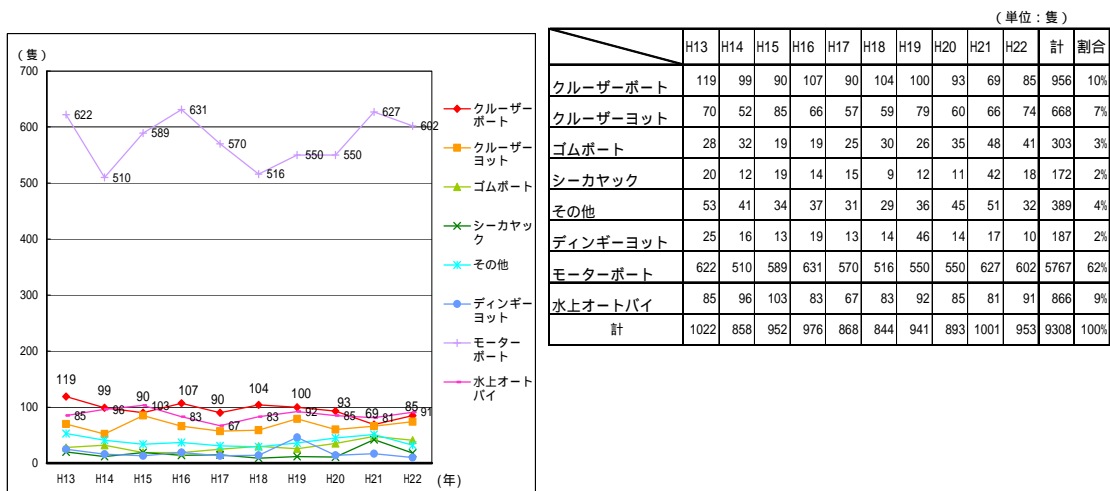 (単位：隻)
(隻)
700
600
500
400
300
200
100
0
622
510
589
631
570
516
550
550
627
602
119
99
90
107
90
104
100
93
69
85
85
96
103
83
67
83
92
85
81
91
H13 H14 H15 H16 H17 H18 H19 H20 H21 H22 (年)
クルーザー
ボート
クルーザー
ヨット
ゴムボート
シーカヤッ
ク
その他
ディンギー
ヨット
モーター
ボート
水上オート
バイ
H13 H14 H15 H16 H17 H18 H19 H20 H21 H22 計 割合
クルーザーボート 119 99 90 107 90 104 100 93 69 85 956 10%
クルーザーヨット 70 52 85 66 57 59 79 60 66 74 668 7%
ゴムボート 28 32 19 19 25 30 26 35 48 41 303 3%
シーカヤック 20 12 19 14 15 9 12 11 42 18 172 2%
その他 53 41 34 37 31 29 36 45 51 32 389 4%
ディンギーヨット 25 16 13 19 13 14 46 14 17 10 187 2%
モーターボート 622 510 589 631 570 516 550 550 627 602 5767 62%
水上オートバイ 85 96 103 83 67 83 92 85 81 91 866 9%
計 1022 858 952 976 868 844 941 893 1001 953 9308 100%